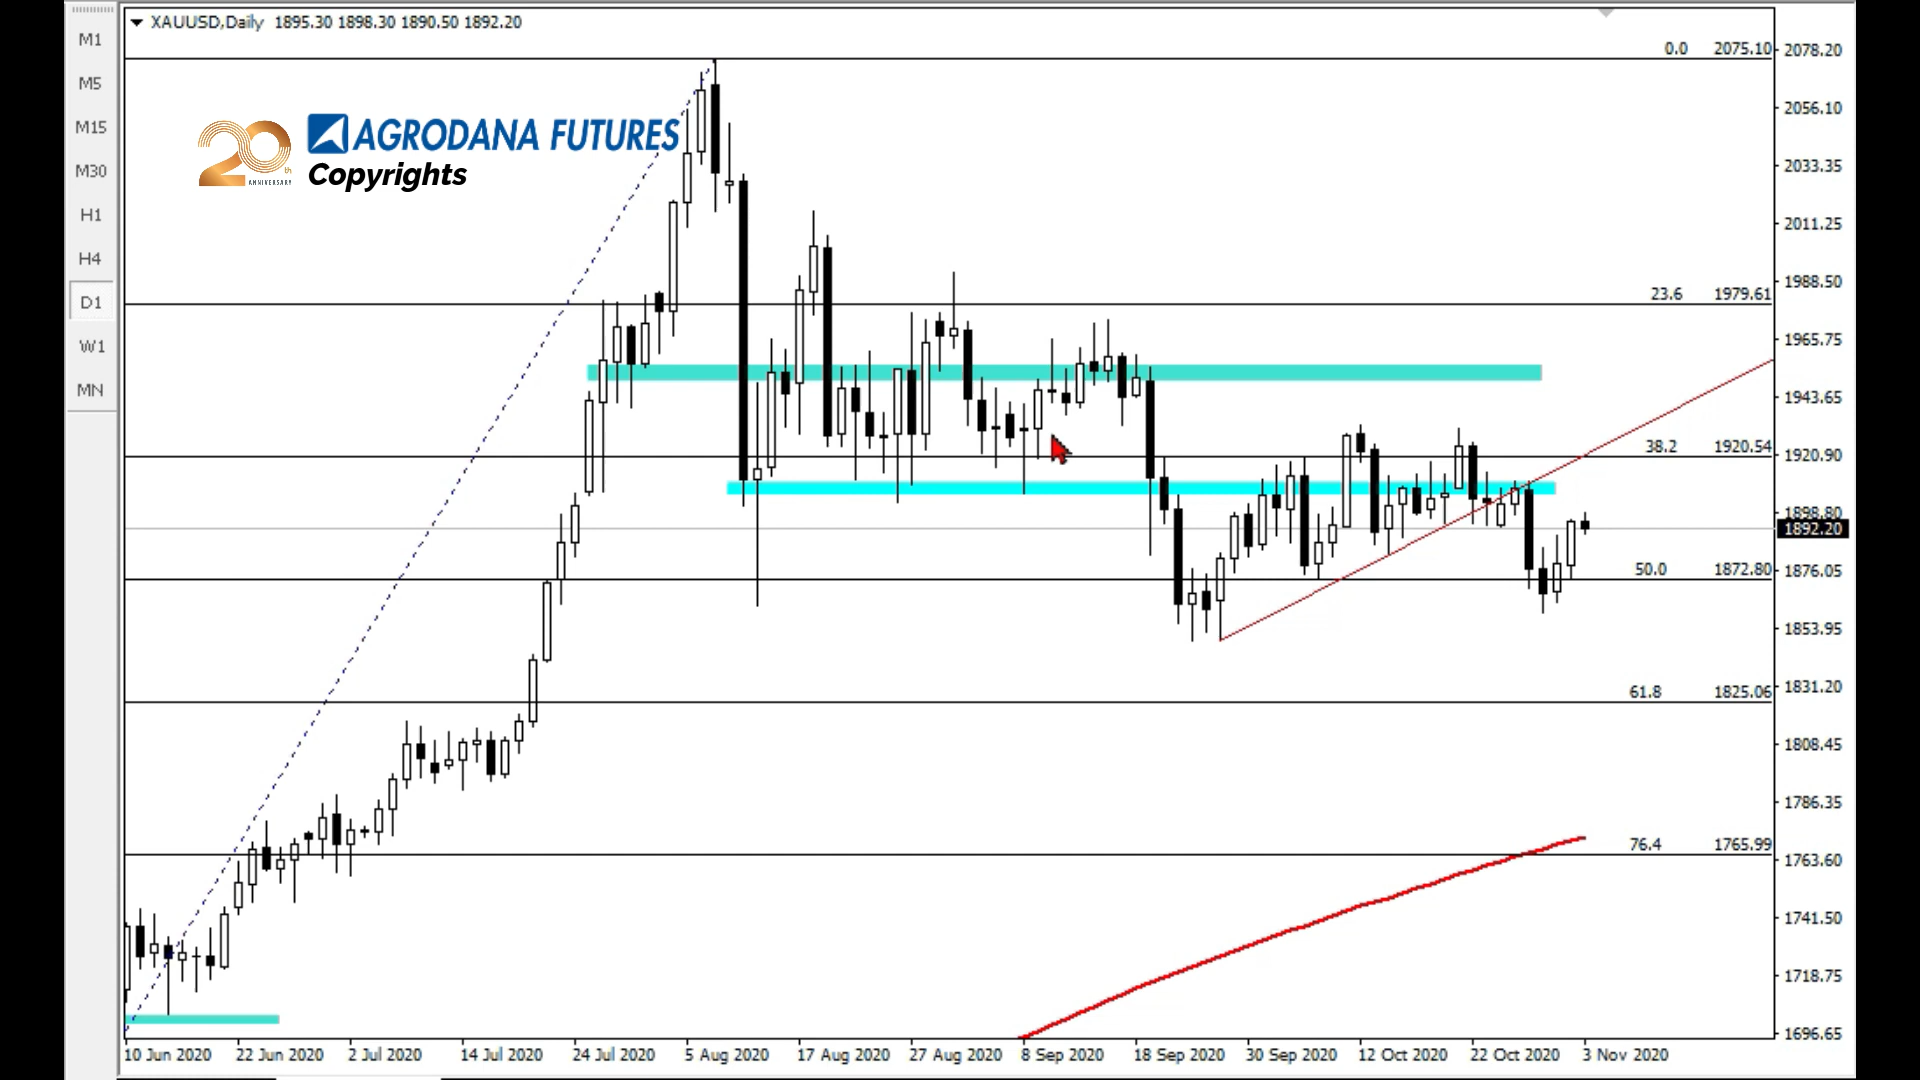 XAUUSD,Daily 1895.30 1898.30 1890.50 1892.20
M1
M5
M15
M30
H1
H4
D1
W1
MN
20th
ANNIVERSARY
AGRODANA FUTURES
Copyrights
0.0 2075.10
23.6 1979.61
38.2 1920.54
50.0 1872.80
61.8 1825.06
76.4 1765.99
2078.20
2056.10
2033.35
2011.25
1988.50
1965.75
1943.65
1920.90
1898.80
1892.20
1876.05
1853.95
1831.20
1808.45
1786.35
1763.60
1741.50
1718.75
1696.65
10 Jun 2020 22 Jun 2020 2 Jul 2020 14 Jul 2020 24 Jul 2020 5 Aug 2020 17 Aug 2020 27 Aug 2020 8 Sep 2020 18 Sep 2020 30 Sep 2020 12 Oct 2020 22 Oct 2020 3 Nov 2020